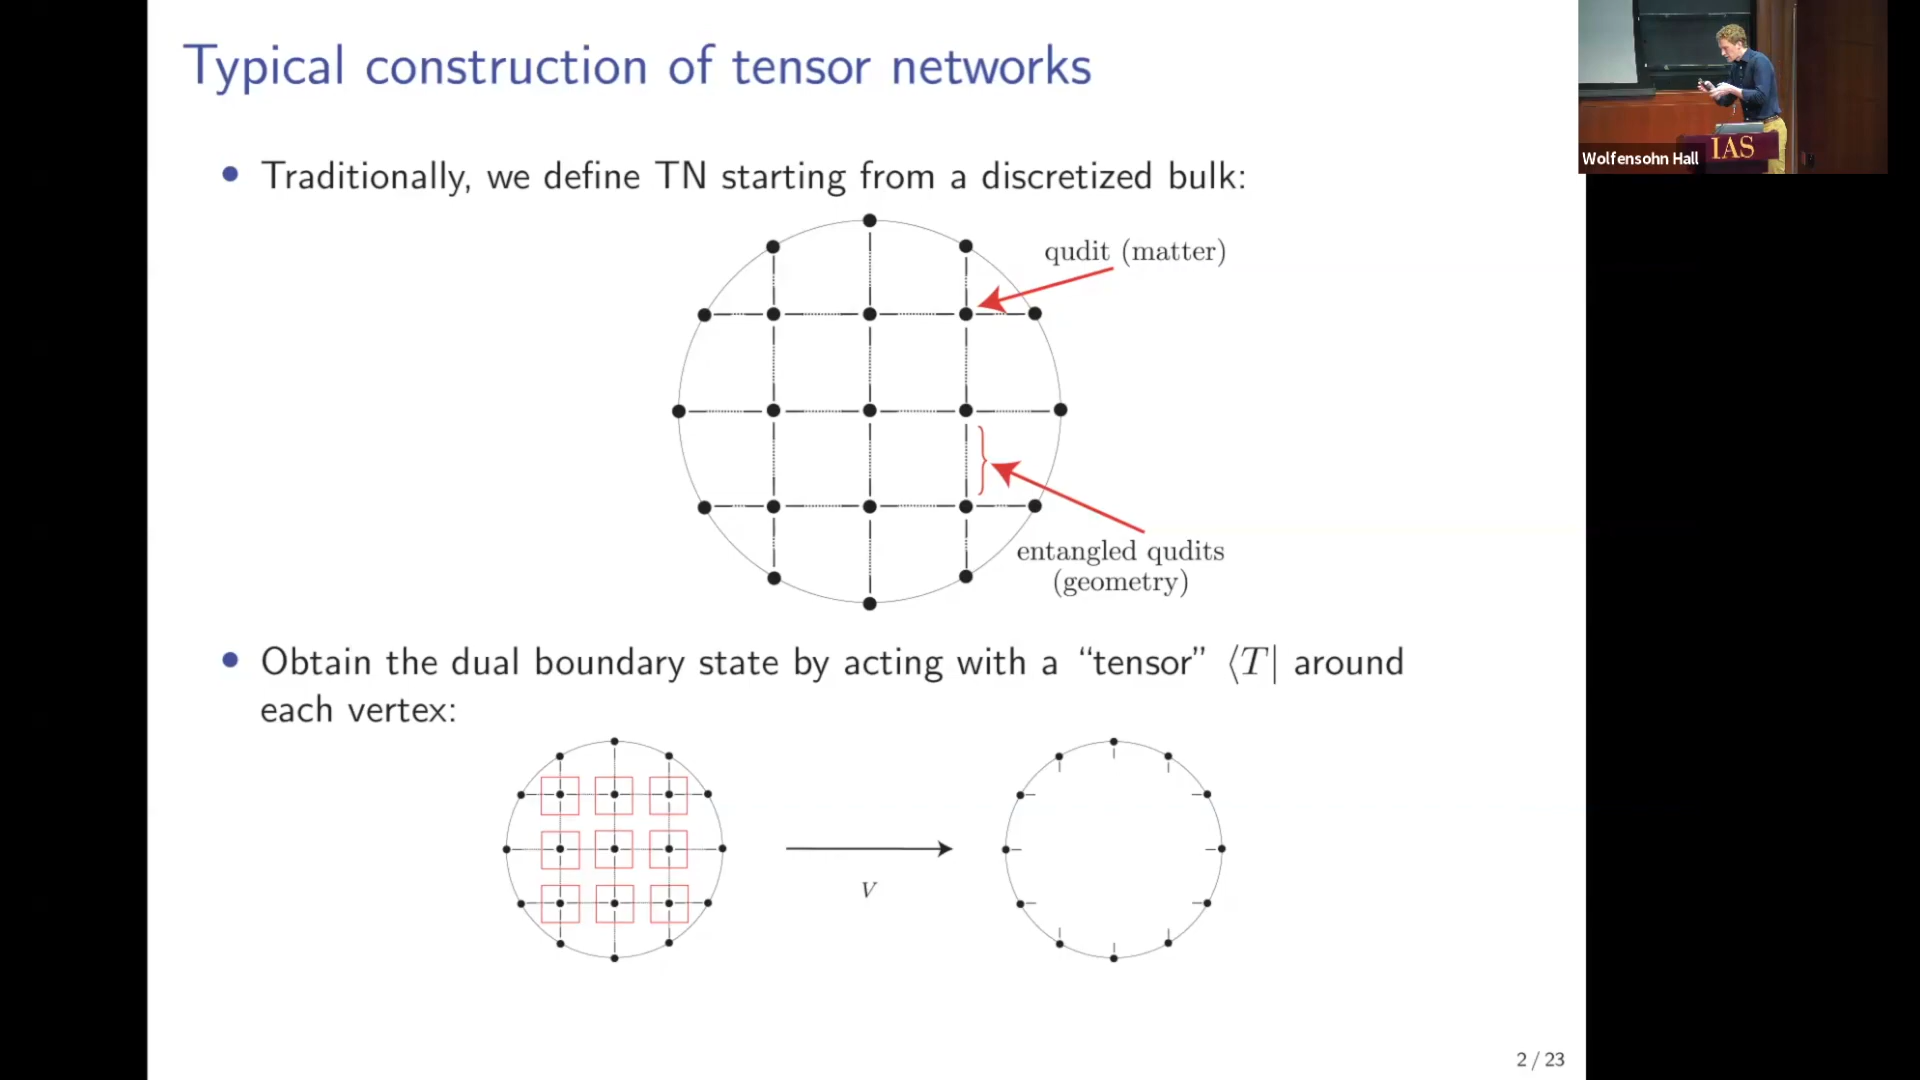 Typical construction of tensor networks
Wolfensohn Hall
IAS
• Traditionally, we define TN starting from a discretized bulk:
qudit (matter)
entangled qudits
(geometry)
• Obtain the dual boundary state by acting with a “tensor” ⟨T| around
each vertex:
V
2 / 23